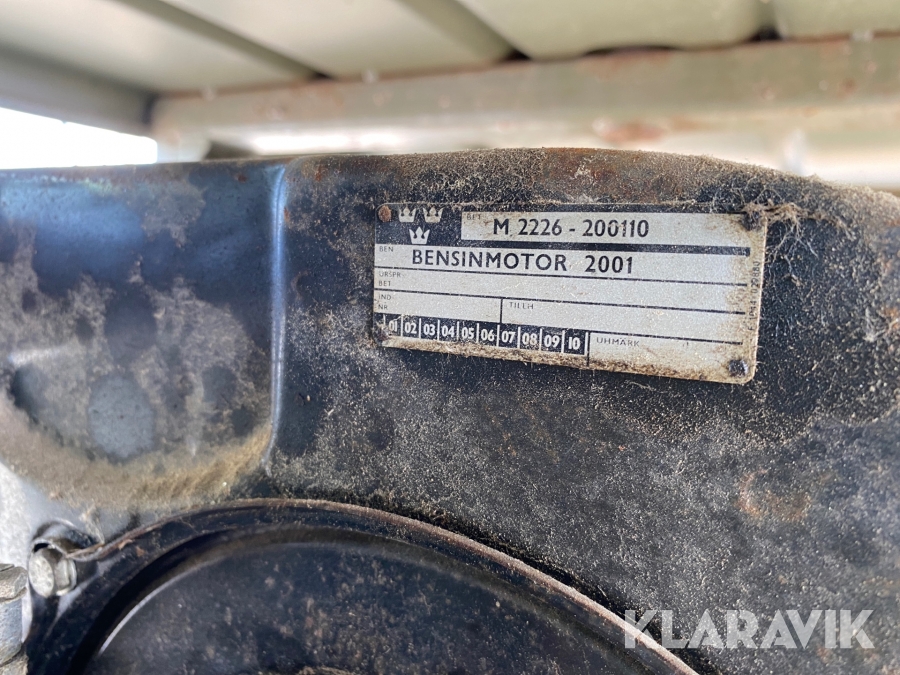 BET
M 2226 - 200110
BEN
BENSINMOTOR 2001
URSPR
BET
IND
NR
TILLH
01 02 03 04 05 06 07 08 09 10
UHMÄRK
KLARAVIK